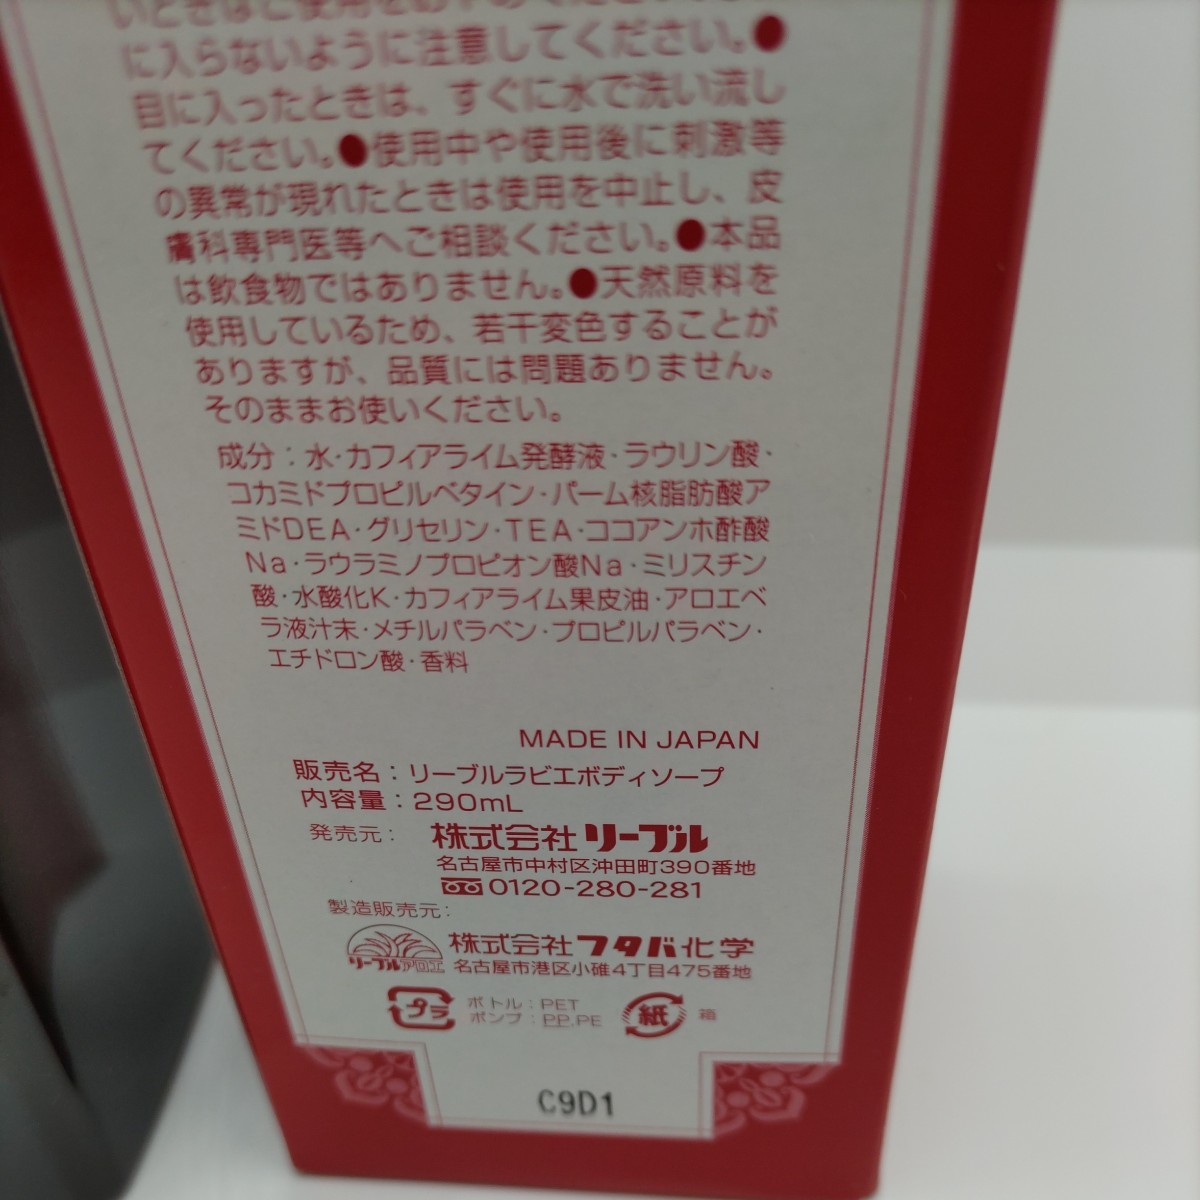 に入らないように注意してください。●
目に入ったときは、すぐに水で洗い流し
てください。●使用中や使用後に刺激等
の異常が現れたときは使用を中止し、皮
膚科専門医等へご相談ください。●本品
は飲食物ではありません。●天然原料を
使用しているため、若干変色することが
ありますが、品質には問題ありません。
そのままお使いください。
成分：水・カフィアライム発酵液・ラウリン酸・
コカミドプロピルベタイン・パーム核脂肪酸ア
ミドDEA・グリセリン・TEA・ココアンホ酢酸
Na・ラウラミノプロピオン酸Na・ミリスチン
酸・水酸化K・カフィアライム果皮油・アロエベ
ラ液汁末・メチルパラベン・プロピルパラベン・
エチドロン酸・香料
MADE IN JAPAN
販売名：リーブルラビエボディソープ
内容量：290mL
発売元：株式会社リーブル
名古屋市中村区沖田町390番地
0120-280-281
製造販売元：
リーブルアロエ 株式会社フタバ化学
名古屋市港区小碓4丁目475番地
プラ ボトル：PET 紙 箱
ポンプ：PP.PE
C9D1